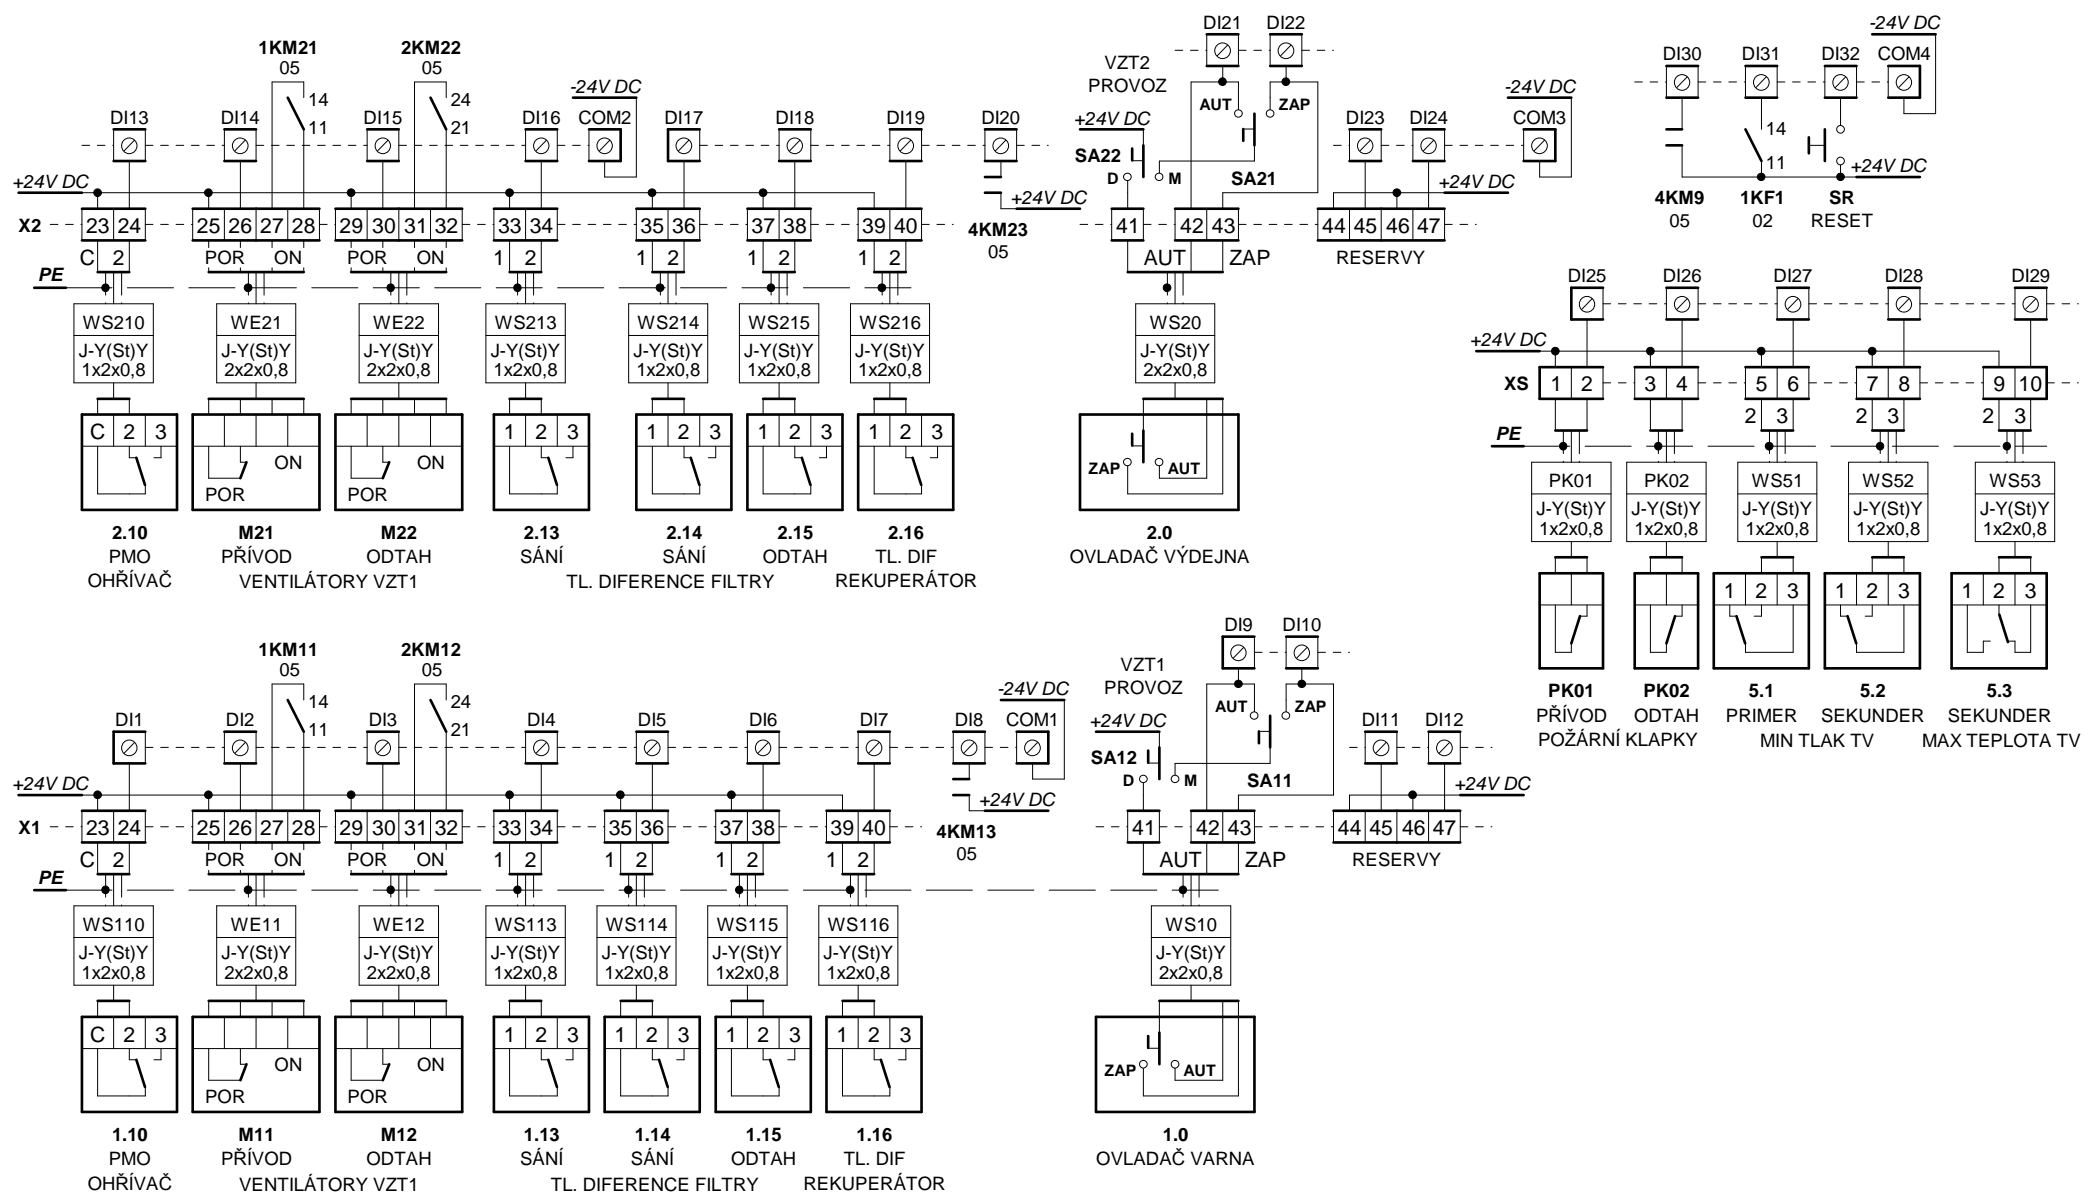 1KM21 2KM22
05 05
14 24
11 21
-24V DC
DI13 DI14 DI15 DI16 COM2 DI17 DI18 DI19 DI20
+24V DC
+24V DC
X2 23 24 25 26 27 28 29 30 31 32 33 34 35 36 37 38 39 40
4KM23
05
C 2 POR ON POR ON 1 2 1 2 1 2 1 2
PE
WS210 WE21 WE22 WS213 WS214 WS215 WS216
J-Y(St)Y J-Y(St)Y J-Y(St)Y J-Y(St)Y J-Y(St)Y J-Y(St)Y J-Y(St)Y
1x2x0,8 2x2x0,8 2x2x0,8 1x2x0,8 1x2x0,8 1x2x0,8 1x2x0,8
C 2 3 1 2 3 1 2 3 1 2 3 1 2 3
ON ON
POR POR
2.10 M21 M22 2.13 2.14 2.15 2.16
PMO PŘÍVOD ODTAH SÁNÍ SÁNÍ ODTAH TL. DIF
OHŘÍVAČ VENTILÁTORY VZT1 TL. DIFERENCE FILTRY REKUPERÁTOR
DI21 DI22
VZT2
PROVOZ
AUT ZAP
+24V DC
SA22
D M SA21
-24V DC
DI23 DI24 COM3
+24V DC
41 42 43 44 45 46 47
AUT ZAP RESERVY
WS20
J-Y(St)Y
2x2x0,8
ZAP AUT
2.0
OVLADAČ VÝDEJNA
-24V DC
DI30 DI31 DI32 COM4
14
11
+24V DC
4KM9 1KF1 SR
05 02 RESET
DI25 DI26 DI27 DI28 DI29
+24V DC
XS 1 2 3 4 5 6 7 8 9 10
2 3 2 3 2 3
PE
PK01 PK02 WS51 WS52 WS53
J-Y(St)Y J-Y(St)Y J-Y(St)Y J-Y(St)Y J-Y(St)Y
1x2x0,8 1x2x0,8 1x2x0,8 1x2x0,8 1x2x0,8
1 2 3 1 2 3 1 2 3
PK01 PK02 5.1 5.2 5.3
PŘÍVOD ODTAH PRIMER SEKUNDER SEKUNDER
POŽÁRNÍ KLAPKY MIN TLAK TV MAX TEPLOTA TV
1KM11 2KM12
05 05
14 24
11 21
-24V DC
DI1 DI2 DI3 DI4 DI5 DI6 DI7 DI8 COM1
+24V DC
+24V DC
X1 23 24 25 26 27 28 29 30 31 32 33 34 35 36 37 38 39 40
4KM13
05
C 2 POR ON POR ON 1 2 1 2 1 2 1 2
PE
WS110 WE11 WE12 WS113 WS114 WS115 WS116
J-Y(St)Y J-Y(St)Y J-Y(St)Y J-Y(St)Y J-Y(St)Y J-Y(St)Y J-Y(St)Y
1x2x0,8 2x2x0,8 2x2x0,8 1x2x0,8 1x2x0,8 1x2x0,8 1x2x0,8
C 2 3 1 2 3 1 2 3 1 2 3 1 2 3
ON ON
POR POR
1.10 M11 M12 1.13 1.14 1.15 1.16
PMO PŘÍVOD ODTAH SÁNÍ SÁNÍ ODTAH TL. DIF
OHŘÍVAČ VENTILÁTORY VZT1 TL. DIFERENCE FILTRY REKUPERÁTOR
DI9 DI10
VZT1
PROVOZ
AUT ZAP
+24V DC
SA12
D M SA11
DI11 DI12
+24V DC
41 42 43 44 45 46 47
AUT ZAP RESERVY
WS10
J-Y(St)Y
2x2x0,8
ZAP AUT
1.0
OVLADAČ VARNA